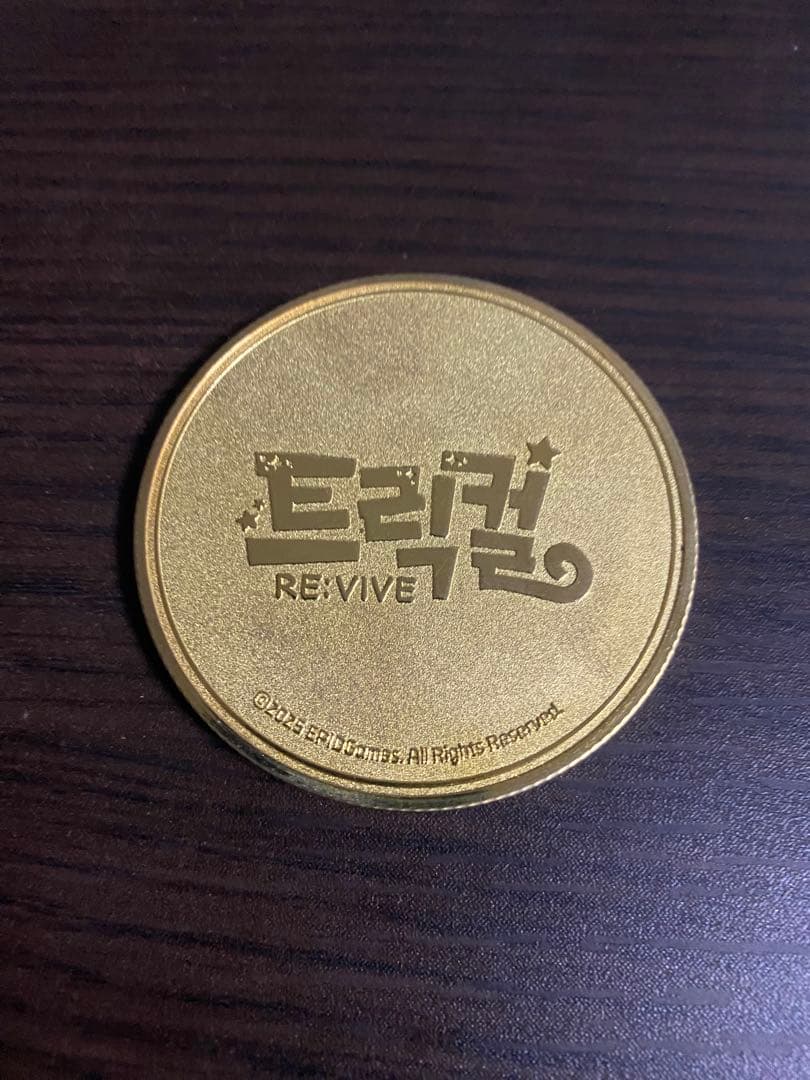 트릭컬
RE:VIVE
©2025 EPIDGames. All Rights Reserved.